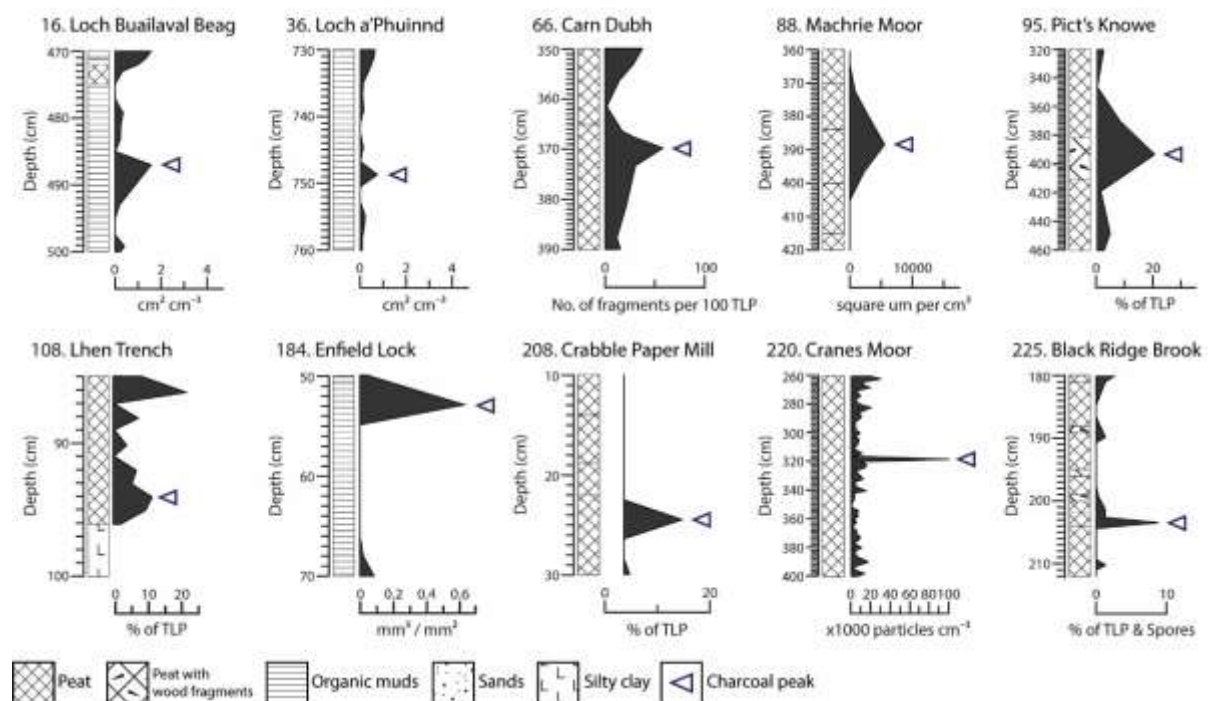 16. Loch Buailaval Beag
Depth (cm)
470
480
490
500
0 2 4
cm² cm⁻³
36. Loch a'Phuinnd
Depth (cm)
730
740
750
760
0 2 4
cm² cm⁻³
66. Carn Dubh
Depth (cm)
350
360
370
390
0 100
No. of fragments per 100 TLP
88. Machrie Moor
Depth (cm)
360
370
380
390
400
410
420
0 10000
square um per cm³
95. Pict's Knowe
Depth (cm)
320
340
360
380
400
420
440
460
0 20
% of TLP
108. Lhen Trench
Depth (cm)
90
100
0 10 20
% of TLP
184. Enfield Lock
Depth (cm)
50
60
70
0 0,2 0,4 0,6
mm³ / mm²
208. Crabble Paper Mill
Depth (cm)
10
20
30
0 20
% of TLP
220. Cranes Moor
Depth (cm)
260
280
300
320
340
360
380
400
0 20 40 60 80 100
x1000 particles cm⁻³
225. Black Ridge Brook
Depth (cm)
180
190
200
210
0 10
% of TLP & Spores
Peat
Peat with
wood fragments
Organic muds
Sands
Silty clay
Charcoal peak